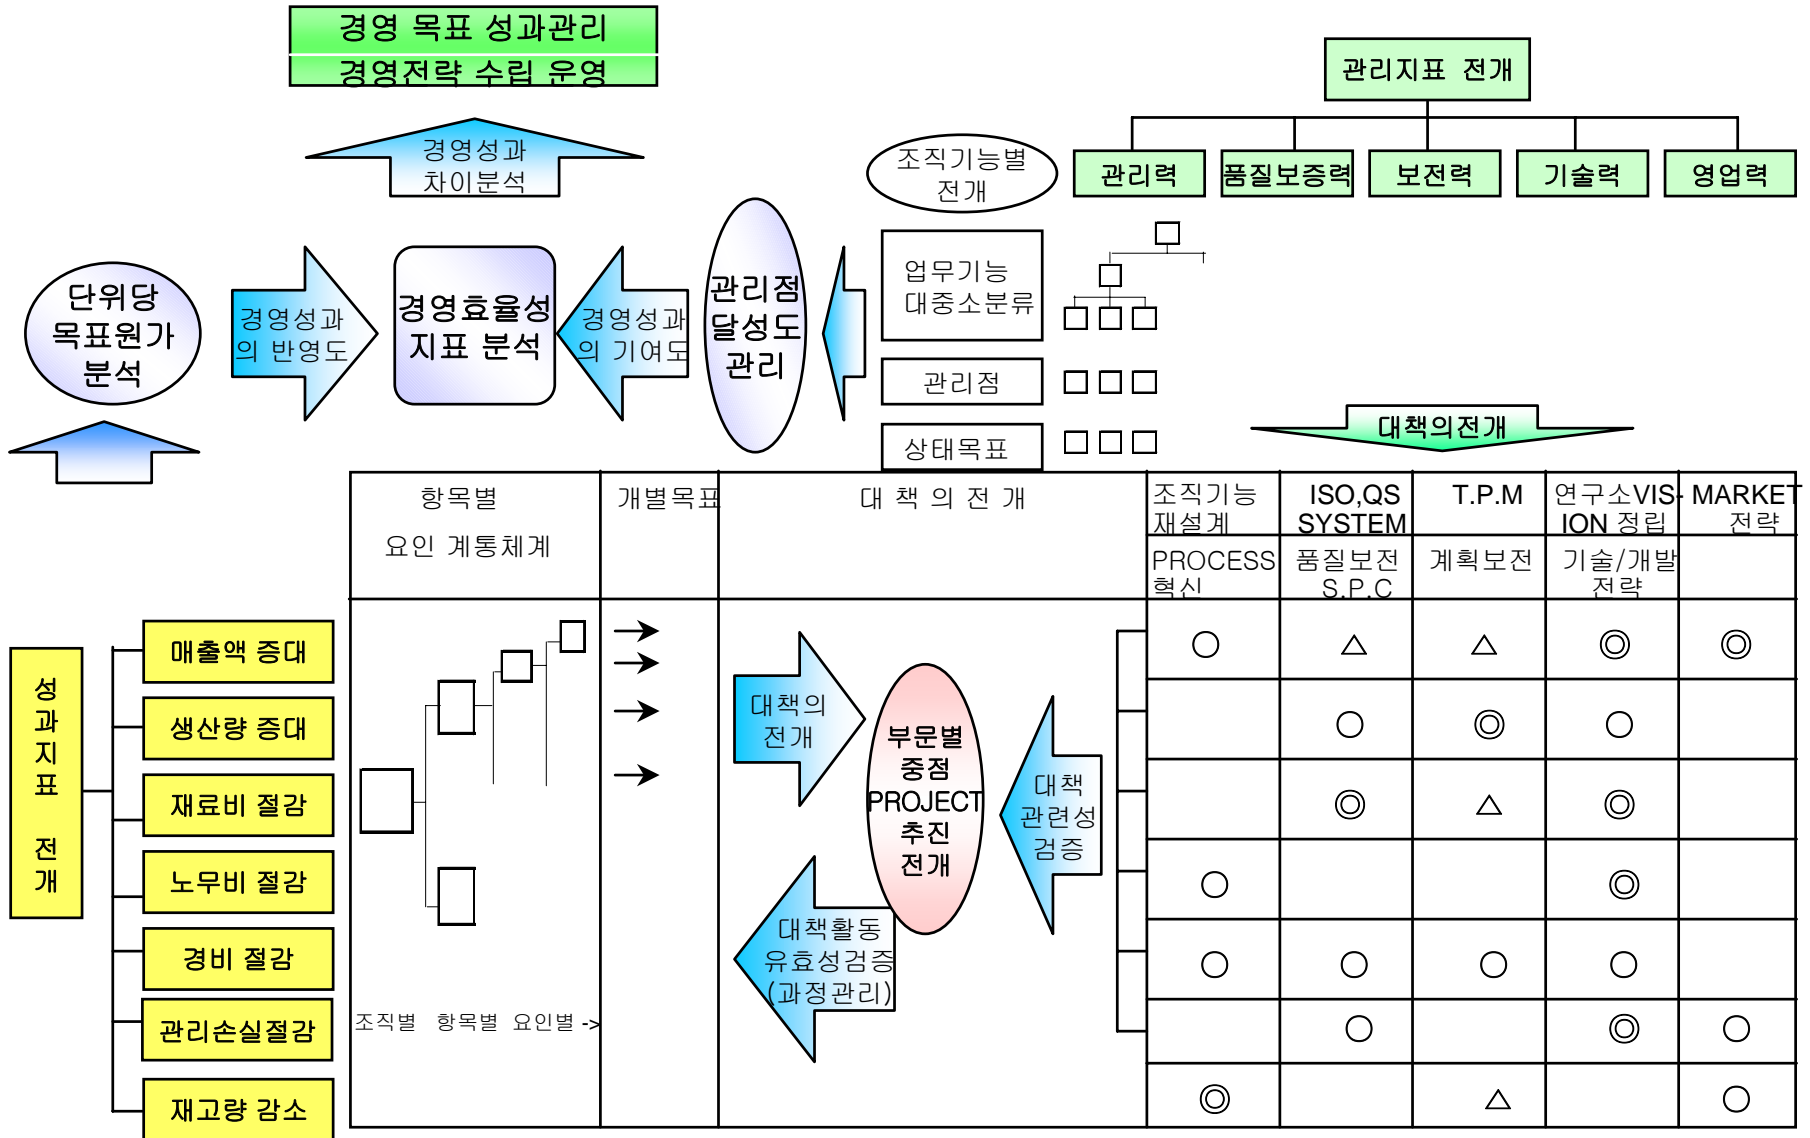 경영 목표 성과관리
경영전략 수립 운영
관리지표 전개
경영성과
차이분석
조직기능별
전개
관리력
품질보증력
보전력
기술력
영업력
단위당
목표원가
분석
경영성과
의 반영도
경영효율성
지표 분석
경영성과
의 기여도
관리점
달성도
관리
업무기능
대중소분류
관리점
상태목표
대책의전개
항목별
요인 계통체계
개별목표
대 책 의 전 개
조직기능
재설계
ISO,QS
SYSTEM
T.P.M
연구소VIS-
ION 정립
MARKET
전략
PROCESS
혁신
품질보전
S.P.C
계획보전
기술/개발
전략
성
과
지
표
전
개
매출액 증대
생산량 증대
재료비 절감
노무비 절감
경비 절감
관리손실절감
재고량 감소
조직별 항목별 요인별 ->
대책의
전개
부문별
중점
PROJECT
추진
전개
대책
관련성
검증
대책활동
유효성검증
(과정관리)
○ △ △ ◎ ◎
○ ◎ ○
◎ △ ◎
○ ◎
○ ○ ○ ○
○ ◎ ○
◎ △ ○